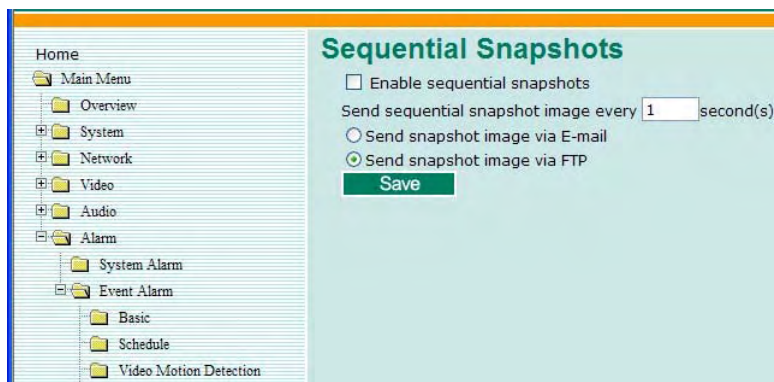 Home
Main Menu
Overview
System
Network
Video
Audio
Alarm
System Alarm
Event Alarm
Basic
Schedule
Video Motion Detection
Sequential Snapshots
Enable sequential snapshots
Send sequential snapshot image every 1 second(s)
Send snapshot image via E-mail
Send snapshot image via FTP
Save